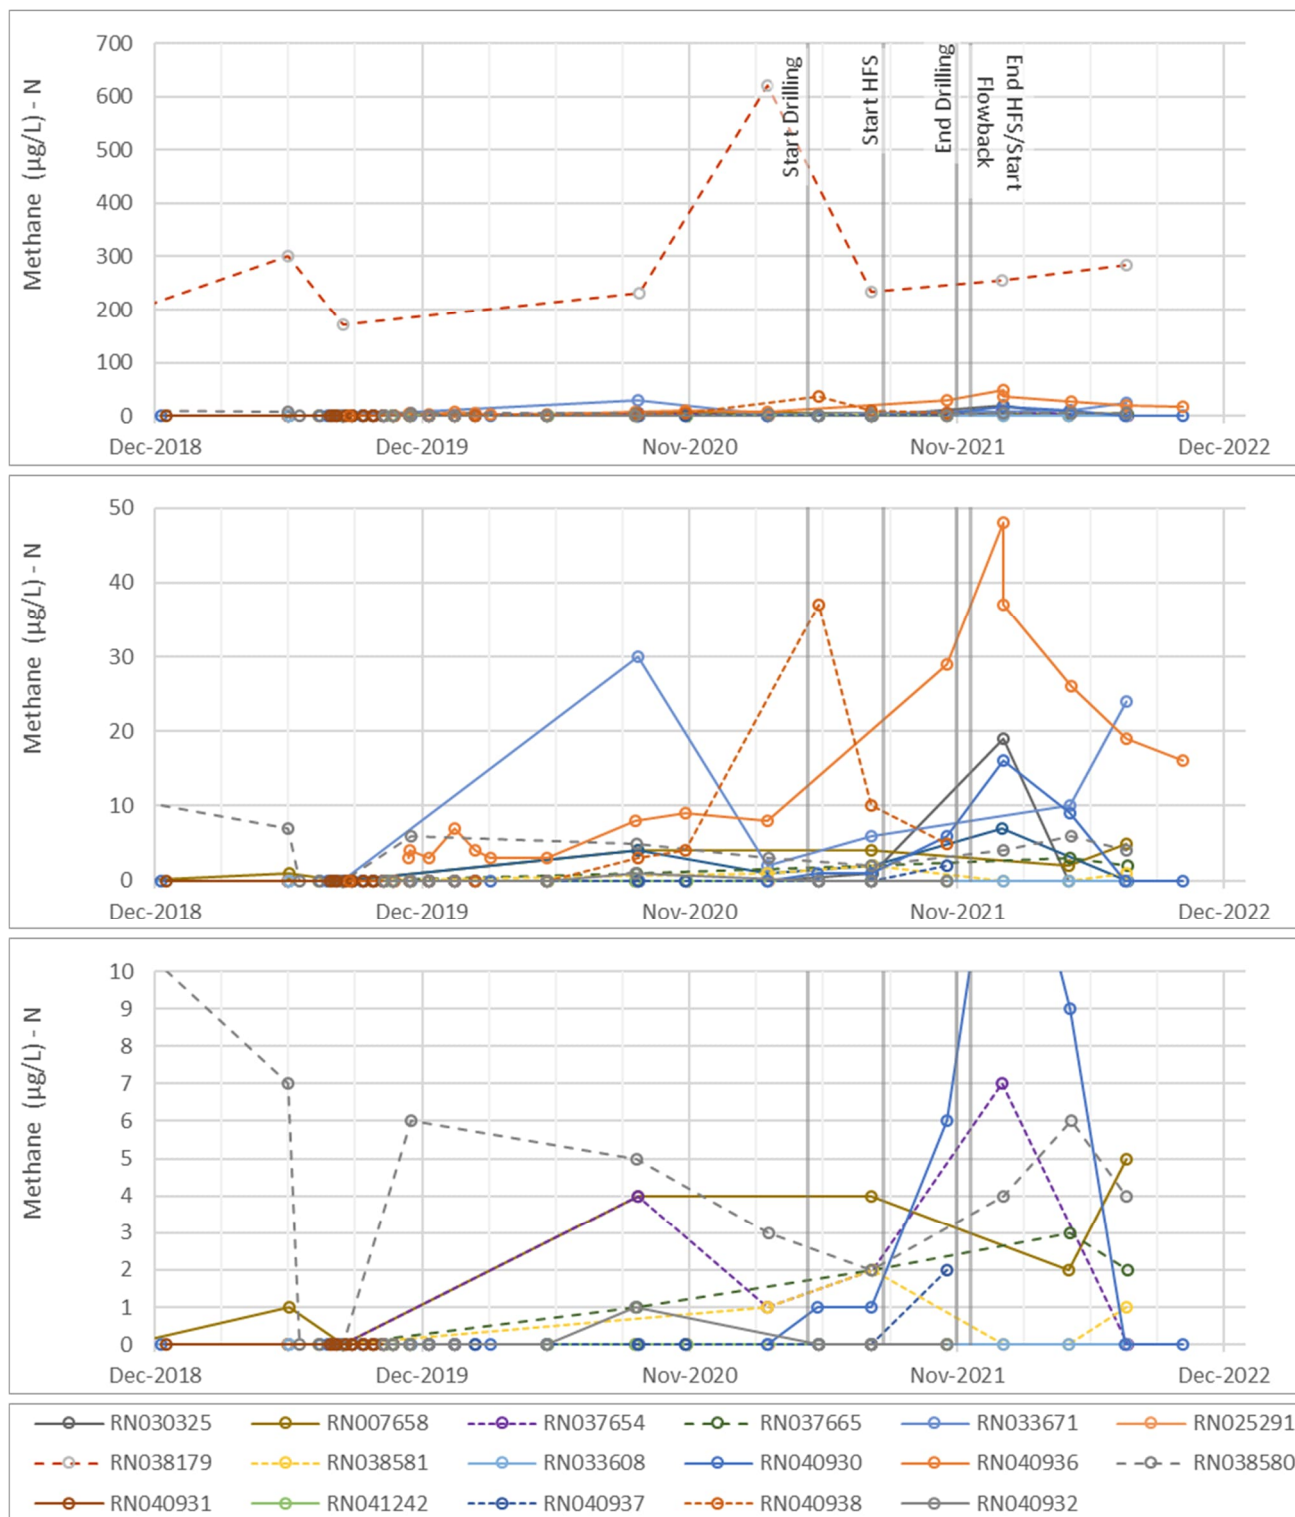 Methane (µg/L) - N
700
600
500
400
300
200
100
0
Start Drilling
Start HFS
End Drilling
End HFS/Start
Flowback
Dec-2018 Dec-2019 Nov-2020 Nov-2021 Dec-2022
Methane (µg/L) - N
50
40
30
20
10
0
Dec-2018 Dec-2019 Nov-2020 Nov-2021 Dec-2022
Methane (µg/L) - N
10
9
8
7
6
5
4
3
2
1
0
Dec-2018 Dec-2019 Nov-2020 Nov-2021 Dec-2022
RN030325 RN007658 RN037654 RN037665 RN033671 RN025291
RN038179 RN038581 RN033608 RN040930 RN040936 RN038580
RN040931 RN041242 RN040937 RN040938 RN040932